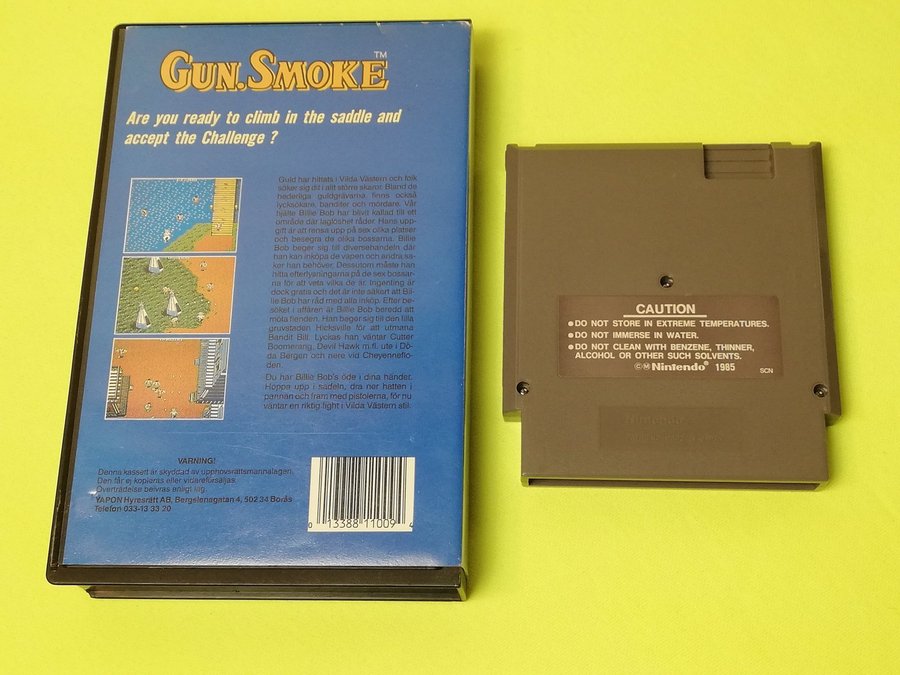 GUN.SMOKE™
Are you ready to climb in the saddle and
accept the Challenge ?
Guld har hittats i Vilda Västern och folk
söker sig dit i allt större skaror. Bland de
hederliga guldgrävarna finns också
lycksökare, banditer och mördare. Vår
hjälte Billie Bob har blivit kallad till ett
område där laglöshet råder. Hans upp-
gift är att rensa upp på sex olika platser
och besegra de olika bossarna. Billie
Bob beger sig till diversehandeln där
han kan inköpa de vapen och andra sa-
ker han behöver. Dessutom måste han
hitta efterlysningarna på de sex bossar-
na för att veta vilka de är. Ingenting är
dock gratis och det är inte säkert att Bil-
lie Bob har råd med alla inköp. Efter be-
söket i affären är Billie Bob beredd att
möta fienden. Han beger sig till den lilla
gruvstaden Hicksville för att utmana
Bandit Bill. Lyckas han väntar Cutter
Boomerang, Devil Hawk m.fl. ute i Dö-
da Bergen och nere vid Cheyenneflo-
den.
Du har Billie Bob's öde i dina händer.
Hoppa upp i sadeln, dra ner hatten i
pannan och fram med pistolerna, för nu
väntar en riktig fight i Vilda Västern stil.
VARNING!
Denna kassett är skyddad av upphovsrättsmannalagen.
Den får ej kopieras eller vidareförsäljas.
Överträdelse beivras enligt lag.
YAPON Hyresrätt AB, Bergslenagatan 4, 502 34 Borås
Telefon 033-13 33 20
0 13388 11009 4
CAUTION
●DO NOT STORE IN EXTREME TEMPERATURES.
●DO NOT IMMERSE IN WATER.
●DO NOT CLEAN WITH BENZENE, THINNER,
ALCOHOL OR OTHER SUCH SOLVENTS.
©Ⓜ Nintendo® 1985
SCN